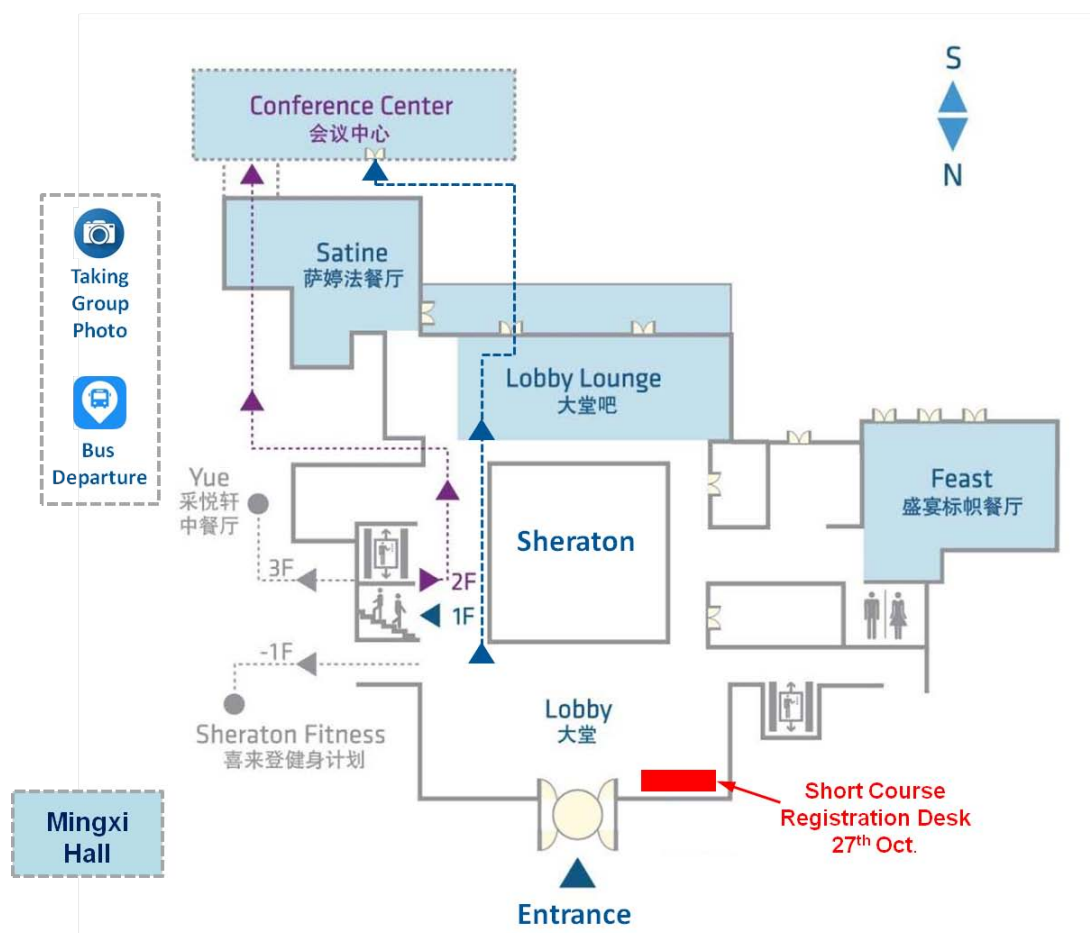 S
N
Conference Center
会议中心
Taking
Group
Photo
Bus
Departure
Satine
萨婷法餐厅
Lobby Lounge
大堂吧
Feast
盛宴标帜餐厅
Yue
采悦轩
中餐厅
Sheraton
3F
2F
1F
-1F
Sheraton Fitness
喜来登健身计划
Lobby
大堂
Short Course
Registration Desk
27th Oct.
Mingxi
Hall
Entrance